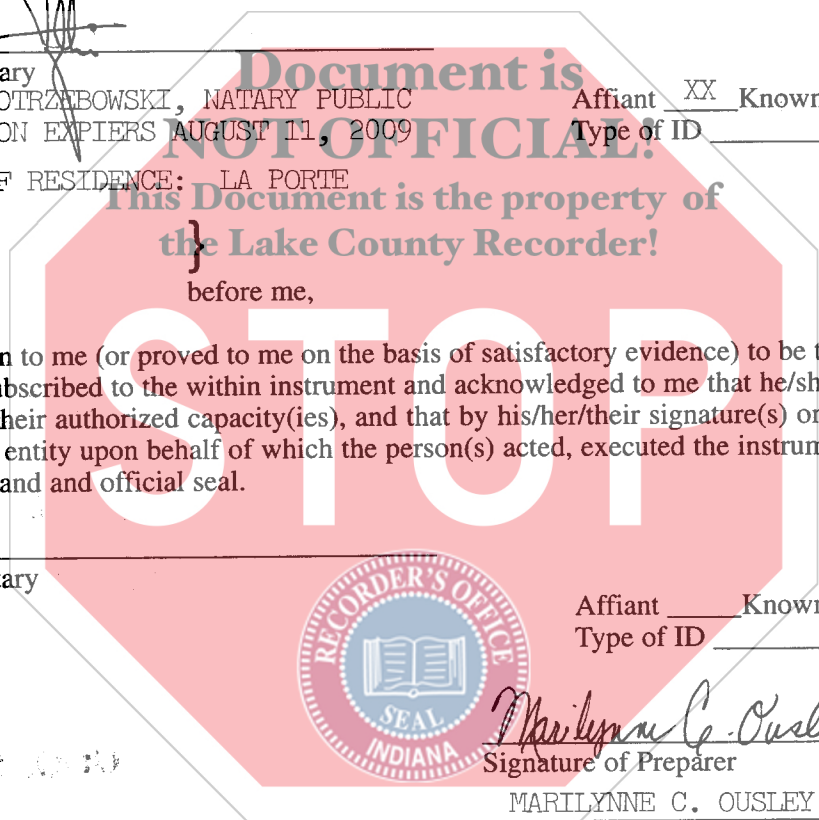 Document is
ary
OTRZEBOWSKI, NATARY PUBLIC
Affiant XX Known
ON EXPIERS AUGUST 11, 2009
NOT OFFICIAL!
Type of ID
F RESIDENCE: LA PORTE
This Document is the property of
the Lake County Recorder!
}
before me,
STOP
n to me (or proved to me on the basis of satisfactory evidence) to be t
ubscribed to the within instrument and acknowledged to me that he/sh
heir authorized capacity(ies), and that by his/her/their signature(s) or
entity upon behalf of which the person(s) acted, executed the instrum
and and official seal.
tary
Affiant Known
Type of ID
RECORDER'S OFFICE
SEAL
INDIANA
Marilynne C. Ousl
Signature of Preparer
MARILYNNE C. OUSLEY